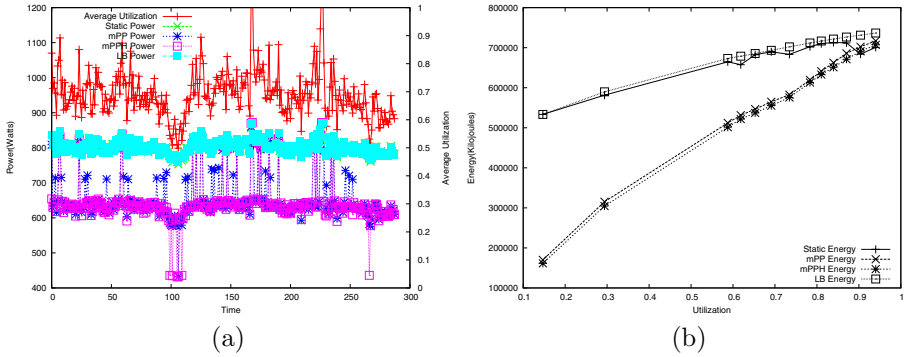 Average Utilization
Static Power
mPP Power
mPPH Power
LB Power
1200
1100
1000
900
800
700
600
500
400
1
0.9
0.8
0.7
0.6
0.5
0.4
0.3
0.2
0.1
0
0
50
100
150
200
250
300
Power(Watts)
Average Utilization
Time
(a)
800000
700000
600000
500000
400000
300000
200000
100000
0.1
0.2
0.3
0.4
0.5
0.6
0.7
0.8
0.9
1
Energy(Kilojoules)
Utilization
Static Energy
mPP Energy
mPPH Energy
LB Energy
(b)